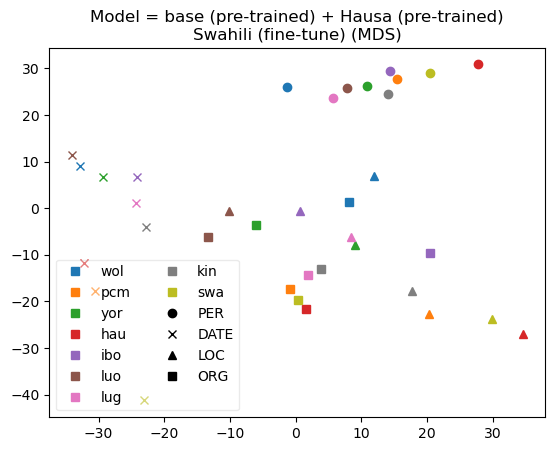 Model = base (pre-trained) + Hausa (pre-trained)
Swahili (fine-tune) (MDS)
30
20
10
0
−10
−20
−30
−40
wol kin
pcm swa
yor PER
hau DATE
ibo LOC
luo ORG
lug
−30 −20 −10 0 10 20 30